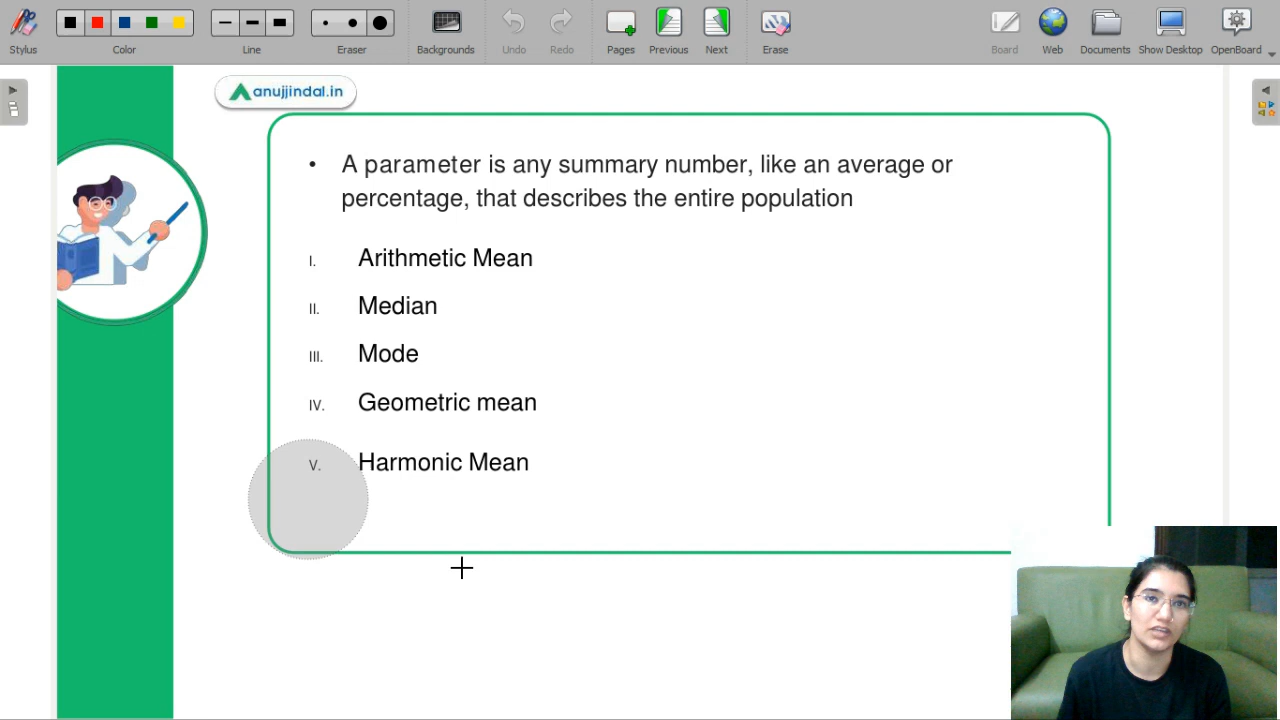 Stylus
Color
Line
Eraser
Backgrounds
Undo
Redo
Pages
Previous
Next
Erase
Board
Web
Documents
Show Desktop
OpenBoard
anujjindal.in
• A parameter is any summary number, like an average or
percentage, that describes the entire population
I. Arithmetic Mean
II. Median
III. Mode
IV. Geometric mean
V. Harmonic Mean